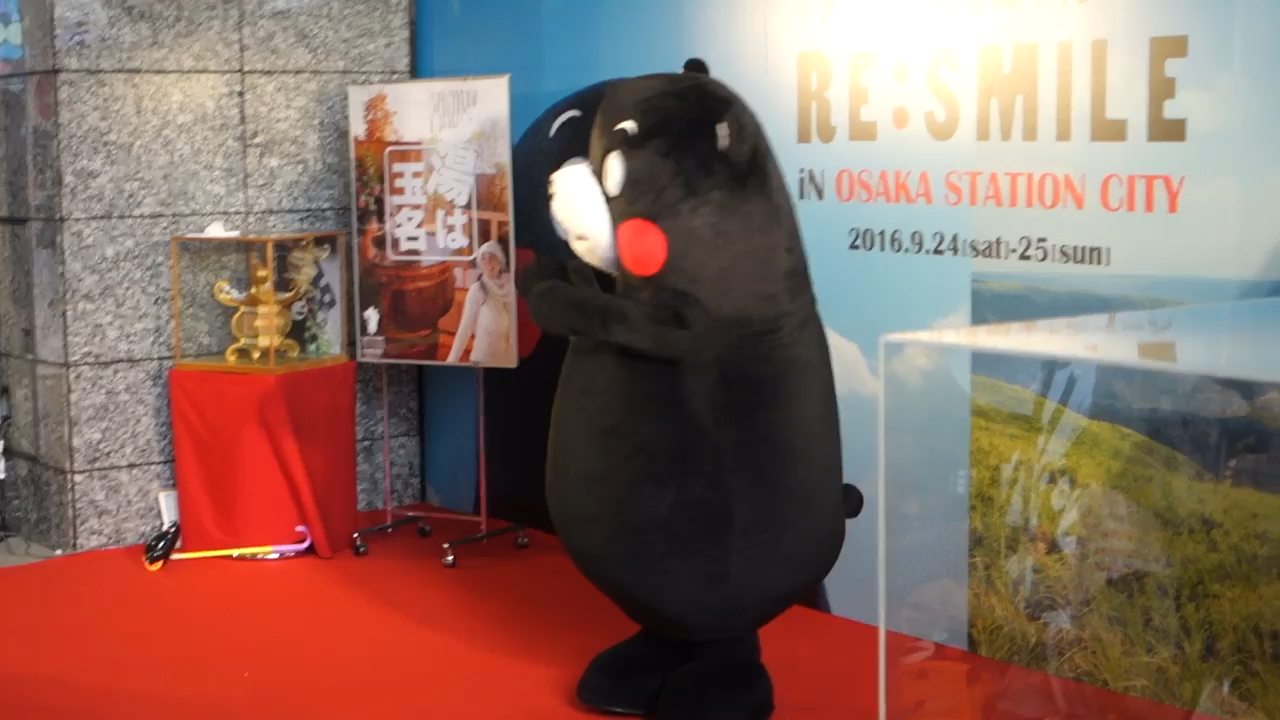 湯は
玉名
RE:SMILE
iN OSAKA STATION CITY
2016.9.24(sat)-25(sun)